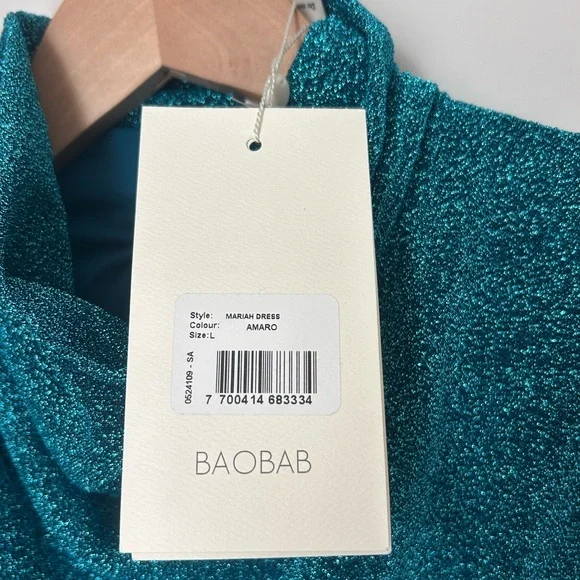 Style: MARIAH DRESS
Colour: AMARO
Size:L
0524109 - SA
7 700414 683334
BAOBAB